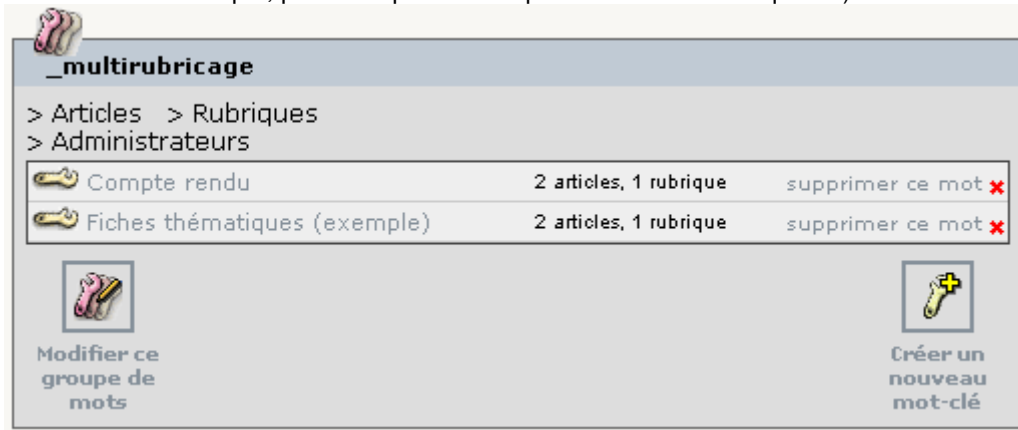 _multirubricage
> Articles > Rubriques
> Administrateurs
Compte rendu 2 articles, 1 rubrique supprimer ce mot
Fiches thématiques (exemple) 2 articles, 1 rubrique supprimer ce mot
Modifier ce
groupe de
mots
Créer un
nouveau
mot-clé